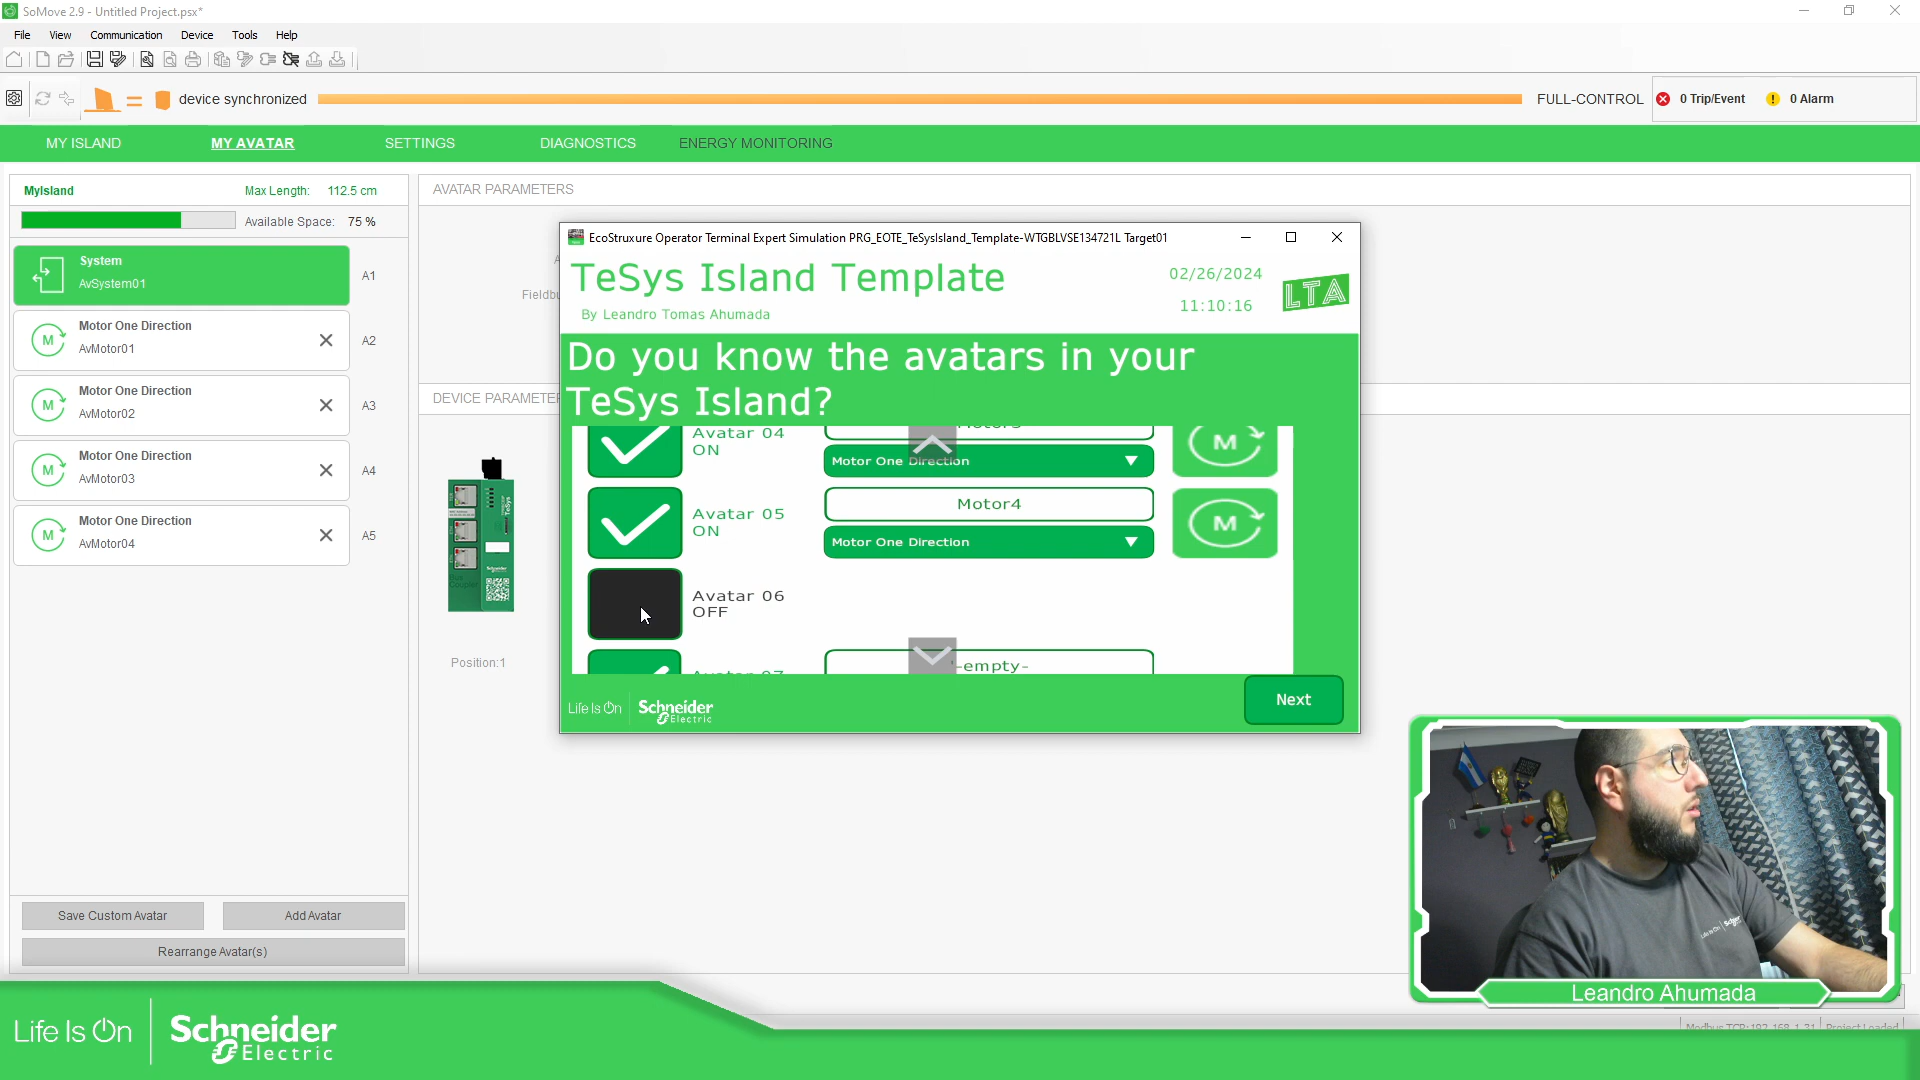 SoMove 2.9 - Untitled Project.psx*
File View Communication Device Tools Help
device synchronized
FULL-CONTROL
0 Trip/Event
0 Alarm
MY ISLAND
MY AVATAR
SETTINGS
DIAGNOSTICS
ENERGY MONITORING
MyIsland
Max Length: 112.5 cm
Available Space: 75 %
System
AvSystem01
A1
Motor One Direction
AvMotor01
A2
Motor One Direction
AvMotor02
A3
Motor One Direction
AvMotor03
A4
Motor One Direction
AvMotor04
A5
Save Custom Avatar
Add Avatar
Rearrange Avatar(s)
AVATAR PARAMETERS
DEVICE PARAMETE
Position:1
EcoStruxure Operator Terminal Expert Simulation PRG_EOTE_TeSysIsland_Template-WTGBLVSE134721L Target01
TeSys Island Template
By Leandro Tomas Ahumada
02/26/2024
11:10:16
LTA
Do you know the avatars in your
TeSys Island?
Avatar 04
ON
Motor One Direction
M
Avatar 05
ON
Motor4
Motor One Direction
M
Avatar 06
OFF
-empty-
Life Is On
Schneider
Electric
Next
Leandro Ahumada
Life Is On
Schneider
Electric